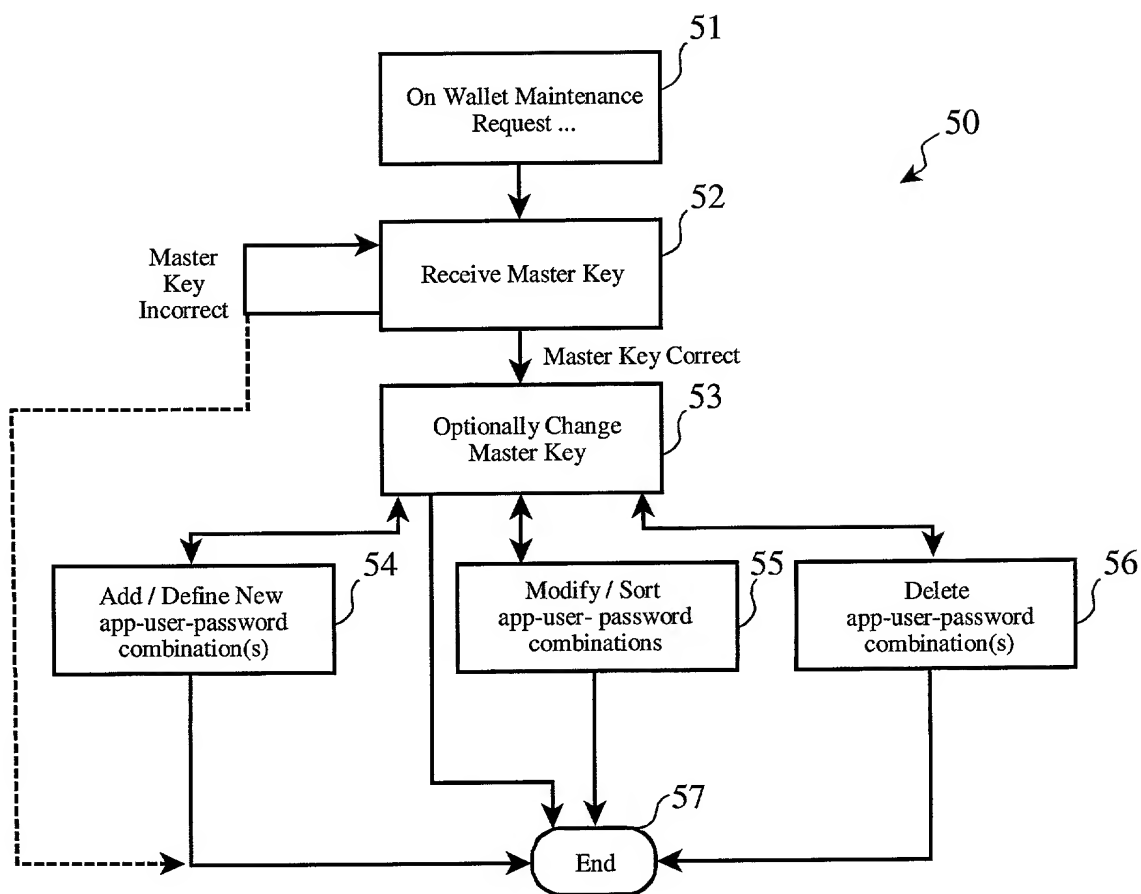 51
On Wallet Maintenance
Request ...
50
52
Master
Key
Incorrect
Receive Master Key
Master Key Correct
53
Optionally Change
Master Key
54
Add / Define New
app-user-password
combination(s)
55
Modify / Sort
app-user- password
combinations
56
Delete
app-user-password
combination(s)
57
End